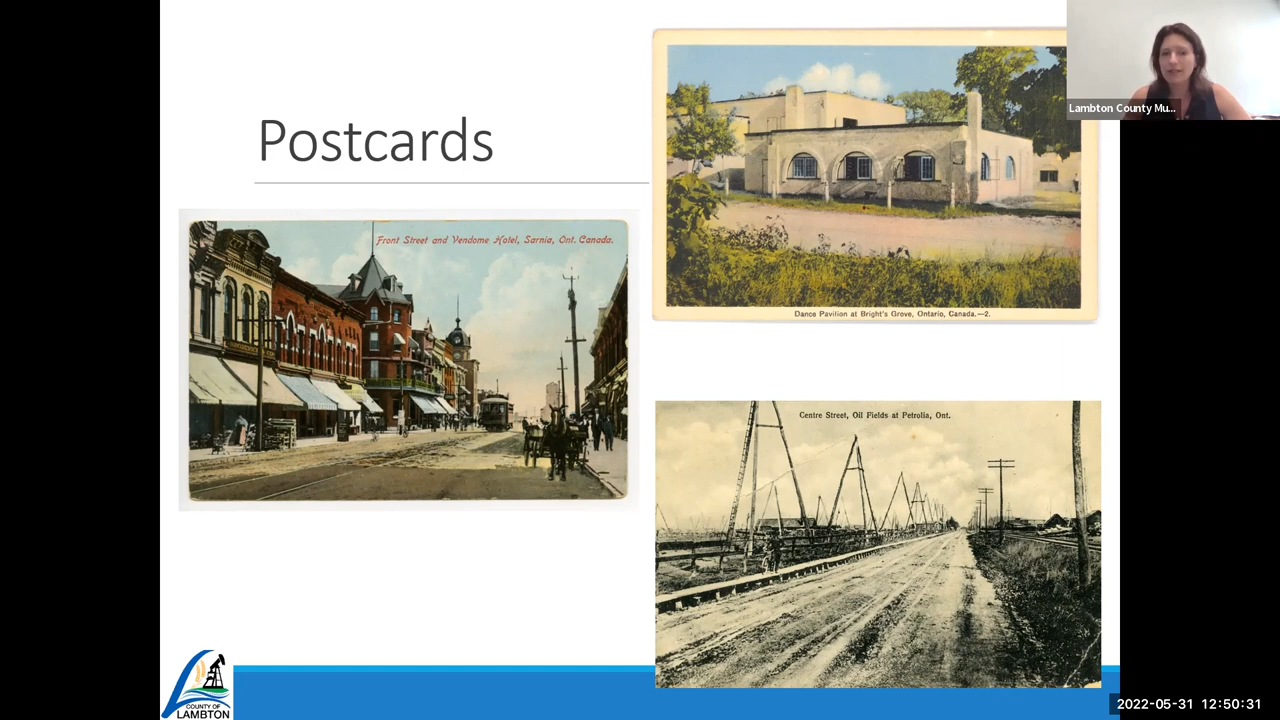 Postcards
Front Street and Vendome Hotel, Sarnia, Ont. Canada.
Dance Pavilion at Bright's Grove, Ontario, Canada.—2.
Centre Street, Oil Fields at Petrolia, Ont.
Lambton County Mu...
COUNTY OF
LAMBTON
2022-05-31 12:50:31